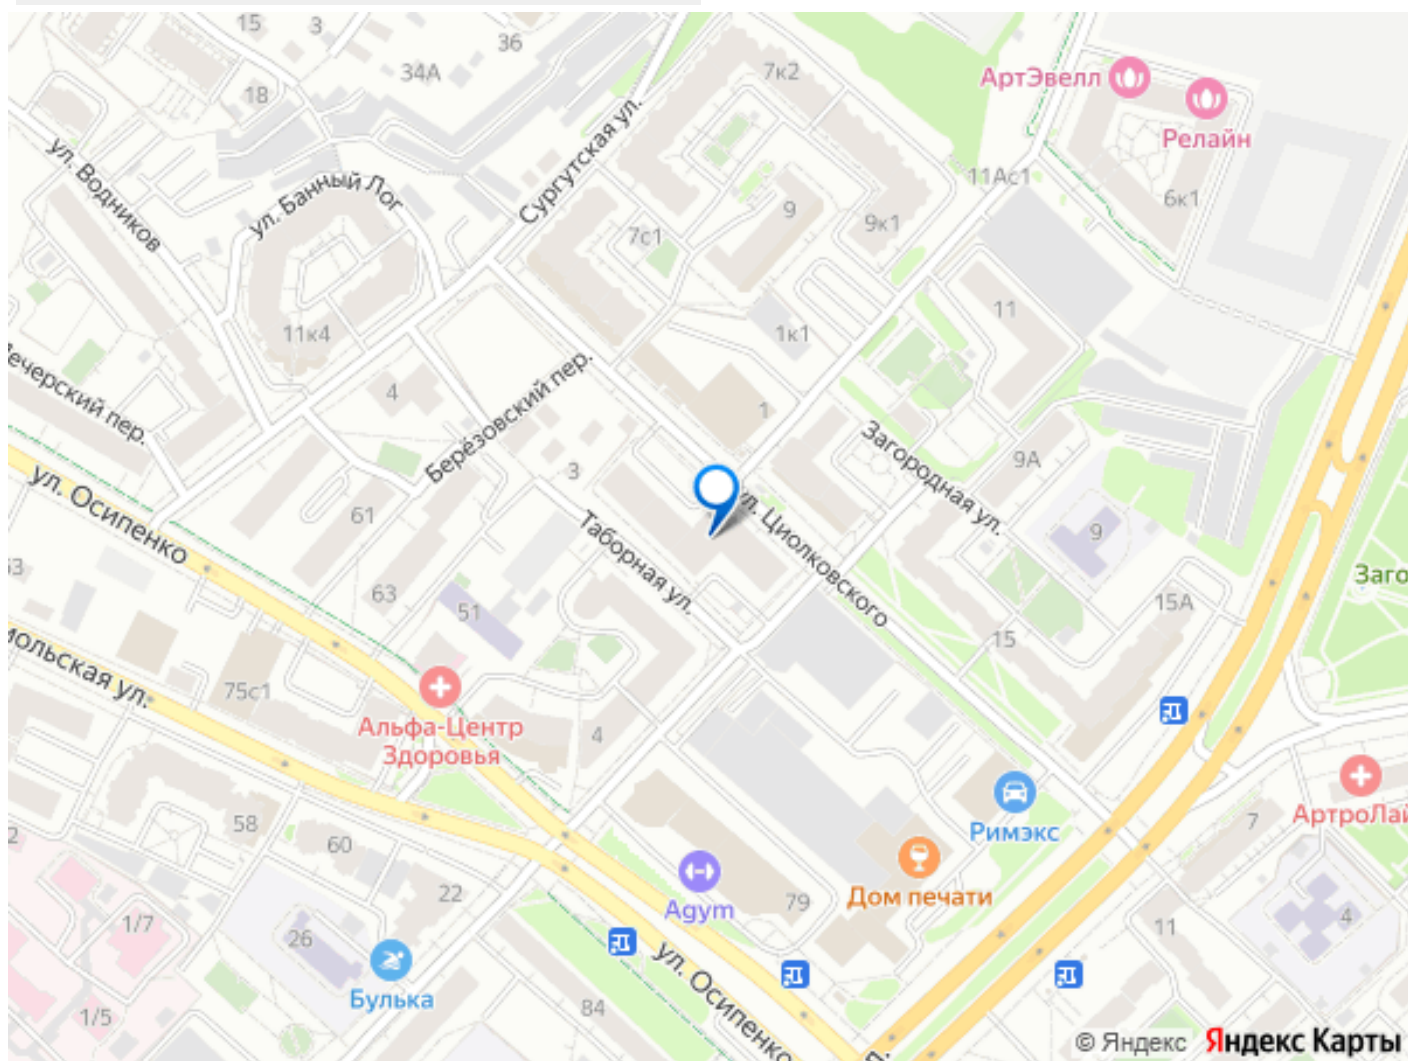 15
3
36
34А
18
7к2
АртЭвелл
Релайн
ул. Водников
ул. Банный Лог
Сургутская ул.
11Ас1
6к1
9
9к1
7с1
11к4
1к1
11
Печерский пер.
4
Берёзовский пер.
1
3
Загородная ул.
9А
ул. Осипенко
61
63
Таборная ул.
ул. Циолковского
9
51
15А
15
75с1
Альфа-Центр
Здоровья
4
Римэкс
7
58
60
22
Agym
79
Дом печати
1/7
26
11
4
Булька
ул. Осипенко
84
1/5
© Яндекс Яндекс Карты